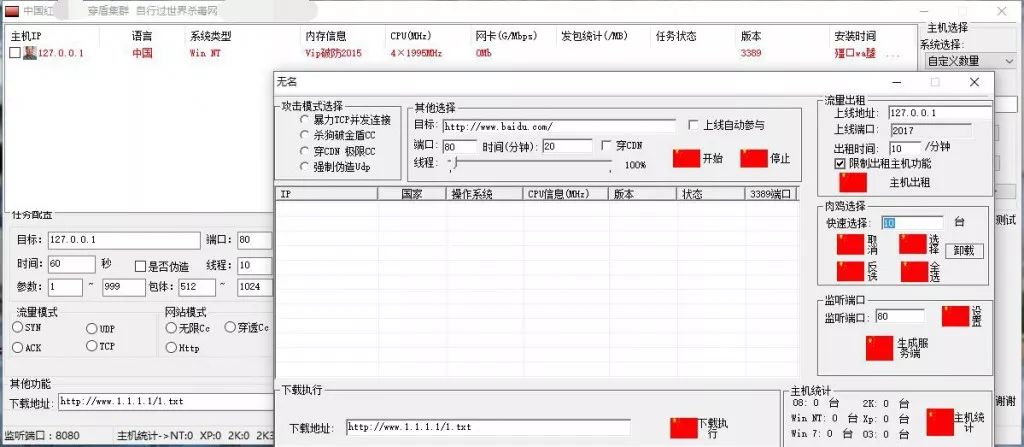 中国红 穿盾集群 自行过世界杀毒网
主机IP 语言 系统类型 内存信息 CPU(MHz) 网卡(G/Mbps) 发包统计(/MB) 任务状态 版本 安装时间
127.0.0.1 中国 Win NT Vip破防2015 4×1995MHz 0Mb 3389 ...
主机选择
系统选择:
自定义数量
无名
攻击模式选择
暴力TCP并发连接
杀狗破金盾CC
穿CDN 极限CC
强制伪造Udp
其他选择
目标: http://www.baidu.com/ 上线自动参与
端口: 80 时间(分钟): 20 穿CDN 开始 停止
线程: 100%
流量出租
上线地址: 127.0.0.1
上线端口: 2017
出租时间: 10 /分钟
限制出租主机功能
主机出租
IP 国家 操作系统 CPU信息(MHz) 版本 状态 3389端口
肉鸡选择
快速选择: 10 台
取消 选择 卸载
反选 全选
测试
监听端口
监听端口: 80 设置
生成服务端
任务配置
目标: 127.0.0.1 端口: 80
时间: 60 秒 是否伪造 线程: 10
参数: 1 ~ 999 包体: 512 ~ 1024
流量模式
SYN UDP
ACK TCP
网站模式
无限Cc 穿透Cc
Http
其他功能
下载地址: http://www.1.1.1.1/1.txt
下载执行
下载地址: http://www.1.1.1.1/1.txt 下载执行
主机统计
08: 0 台 2K: 0 台
Win NT: 0 台 Xp: 0 台
Win 7: 0 台 03: 0 台
主机统计
谢谢
监听端口: 8080 主机统计->NT:0 XP:0 2K:0 2K3